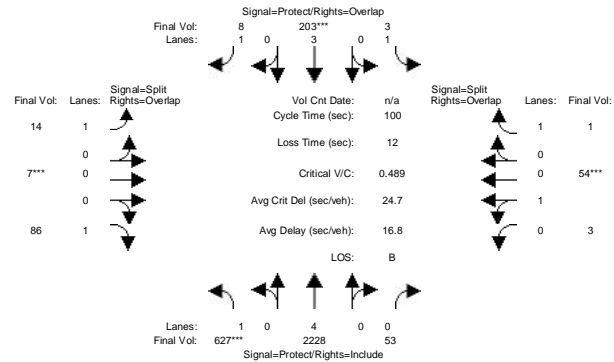 Signal=Protect/Rights=Overlap
Final Vol: 8 203*** 3
Lanes: 1 0 3 0 1
Signal=Split
Final Vol: Lanes: Rights=Overlap
Vol Cnt Date: n/a
Signal=Split
Rights=Overlap Lanes: Final Vol:
Cycle Time (sec): 100
14 1
1 1
Loss Time (sec): 12
0
0
7*** 0
Critical V/C: 0.489
0 54***
0
Avg Crit Del (sec/veh): 24.7
1
86 1
Avg Delay (sec/veh): 16.8
0 3
LOS: B
Lanes: 1 0 4 0 0
Final Vol: 627*** 2228 53
Signal=Protect/Rights=Include